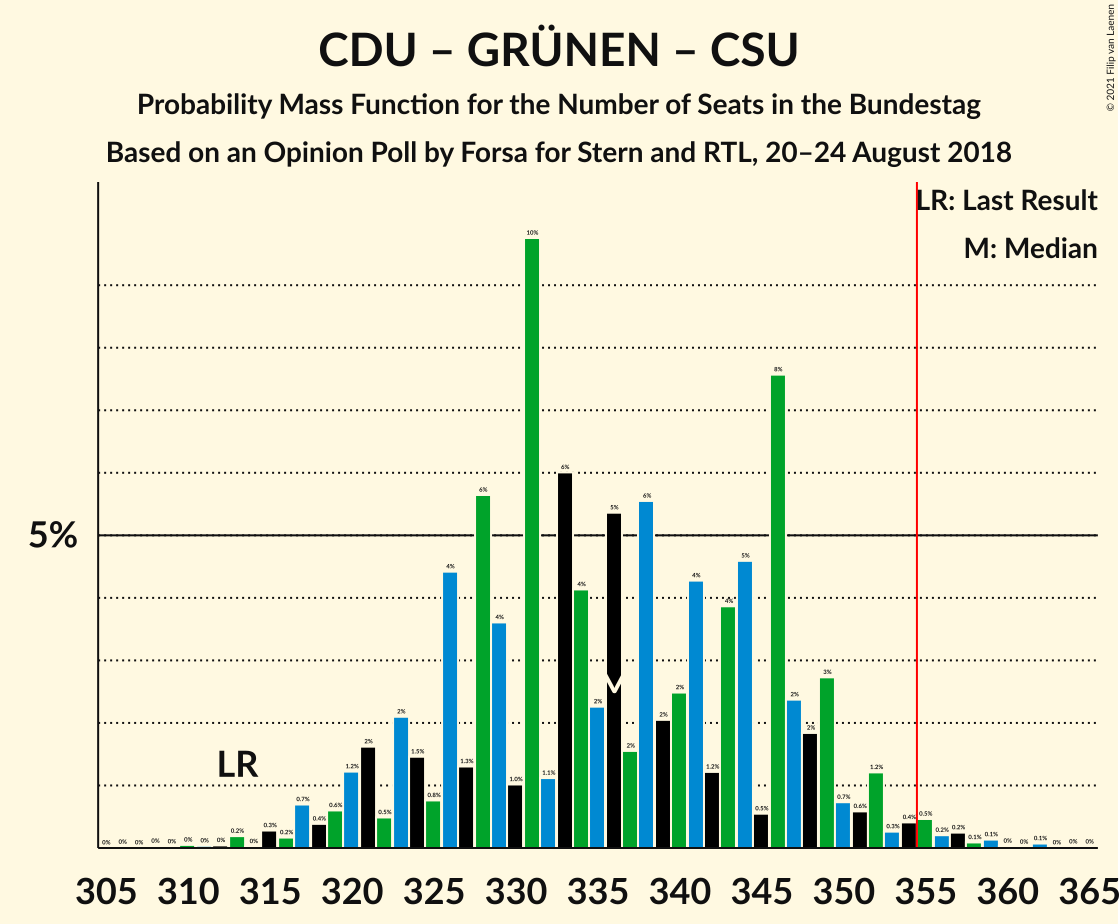 CDU – GRÜNEN – CSU
Probability Mass Function for the Number of Seats in the Bundestag
Based on an Opinion Poll by Forsa for Stern and RTL, 20–24 August 2018
© 2021 Filip van Laenen
LR: Last Result
M: Median
5%
LR
0% 0% 0% 0% 0% 0% 0% 0% 0.2% 0% 0.3% 0.2% 0.7% 0.4% 0.6% 1.2% 2% 0.5% 2% 1.5% 0.8% 4% 1.3% 6% 4% 1.0% 10% 1.1% 6% 4% 2% 5% 2% 6% 2% 2% 4% 1.2% 4% 5% 0.5% 8% 2% 2% 3% 0.7% 0.6% 1.2% 0.3% 0.4% 0.5% 0.2% 0.2% 0.1% 0.1% 0% 0% 0.1% 0% 0% 0%
305 310 315 320 325 330 335 340 345 350 355 360 365